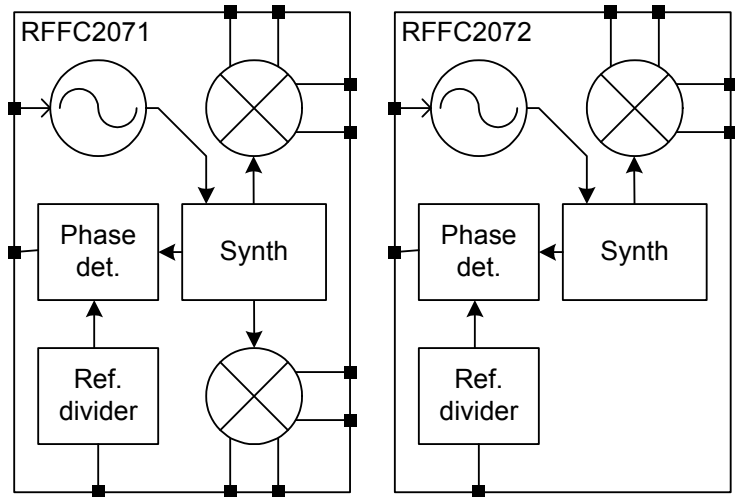 RFFC2071
Phase
det.
Synth
Ref.
divider
RFFC2072
Phase
det.
Synth
Ref.
divider